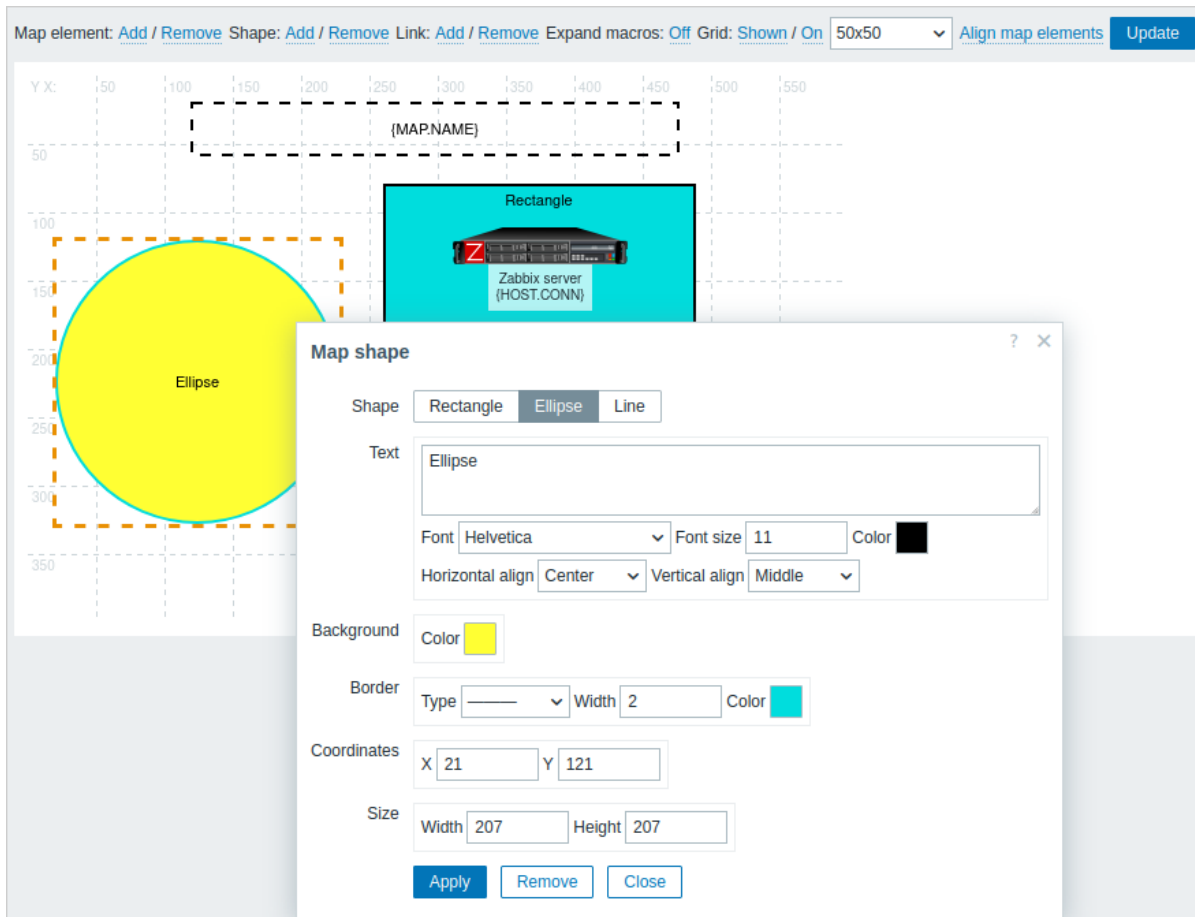 Map element: Add / Remove Shape: Add / Remove Link: Add / Remove Expand macros: Off Grid: Shown / On 50x50 Align map elements Update
Y X: 50 100 150 200 250 300 350 400 450 500 550
{MAP.NAME}
50
Rectangle
100
Z
Zabbix server
150
{HOST.CONN}
200
Ellipse
250
300
350
Map shape ? ×
Shape Rectangle Ellipse Line
Text Ellipse
Font Helvetica Font size 11 Color
Horizontal align Center Vertical align Middle
Background Color
Border Type Width 2 Color
Coordinates X 21 Y 121
Size Width 207 Height 207
Apply Remove Close